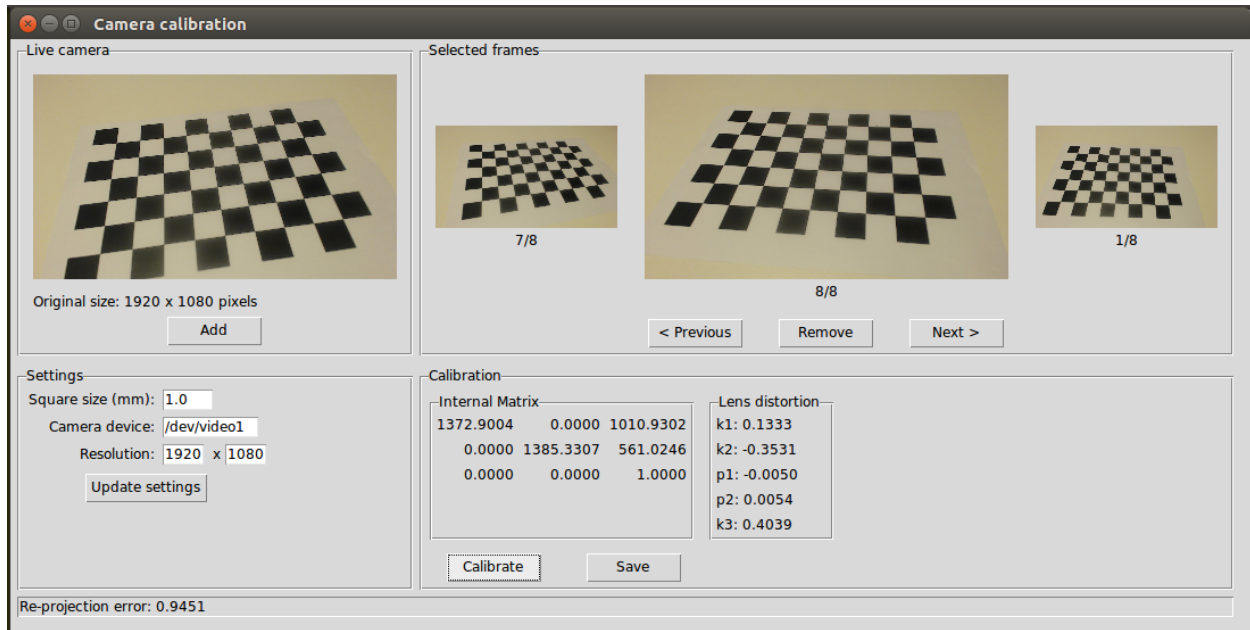 Camera calibration
Live camera
Original size: 1920 x 1080 pixels
Add
Selected frames
7/8
8/8
1/8
< Previous
Remove
Next >
Settings
Square size (mm): 1.0
Camera device: /dev/video1
Resolution: 1920 x 1080
Update settings
Calibration
Internal Matrix
1372.9004 0.0000 1010.9302
0.0000 1385.3307 561.0246
0.0000 0.0000 1.0000
Lens distortion
k1: 0.1333
k2: -0.3531
p1: -0.0050
p2: 0.0054
k3: 0.4039
Calibrate
Save
Re-projection error: 0.9451